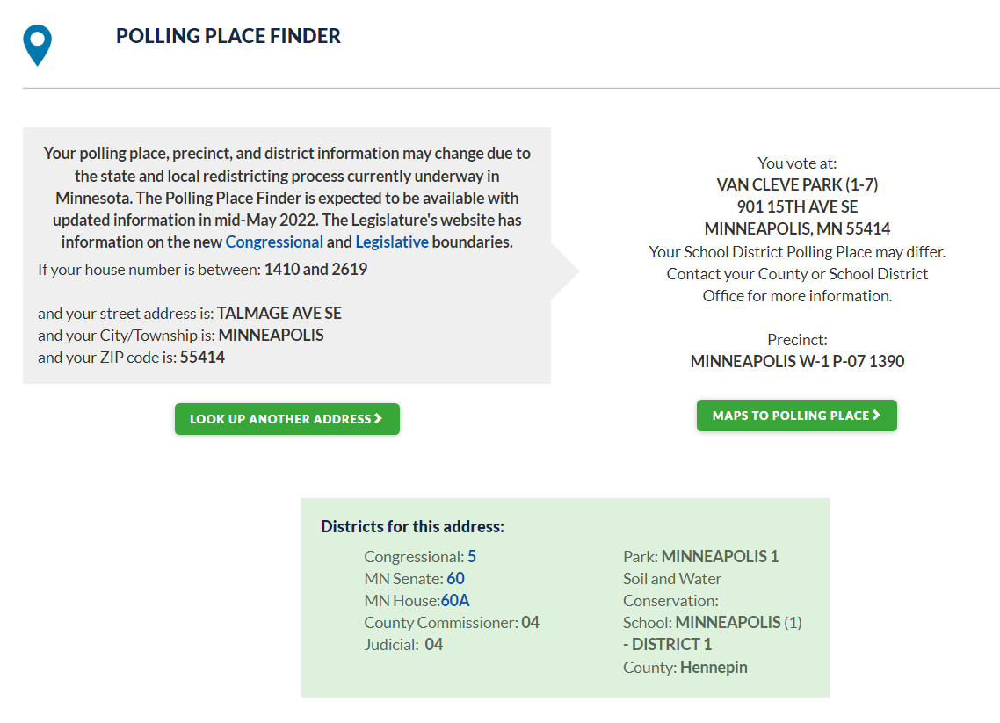 POLLING PLACE FINDER
Your polling place, precinct, and district information may change due to
the state and local redistricting process currently underway in
Minnesota. The Polling Place Finder is expected to be available with
updated information in mid-May 2022. The Legislature's website has
information on the new Congressional and Legislative boundaries.
If your house number is between: 1410 and 2619
and your street address is: TALMAGE AVE SE
and your City/Township is: MINNEAPOLIS
and your ZIP code is: 55414
LOOK UP ANOTHER ADDRESS
You vote at:
VAN CLEVE PARK (1-7)
901 15TH AVE SE
MINNEAPOLIS, MN 55414
Your School District Polling Place may differ.
Contact your County or School District
Office for more information.
Precinct:
MINNEAPOLIS W-1 P-07 1390
MAPS TO POLLING PLACE
Districts for this address:
Congressional: 5
MN Senate: 60
MN House:60A
County Commissioner: 04
Judicial: 04
Park: MINNEAPOLIS 1
Soil and Water
Conservation:
School: MINNEAPOLIS (1)
- DISTRICT 1
County: Hennepin